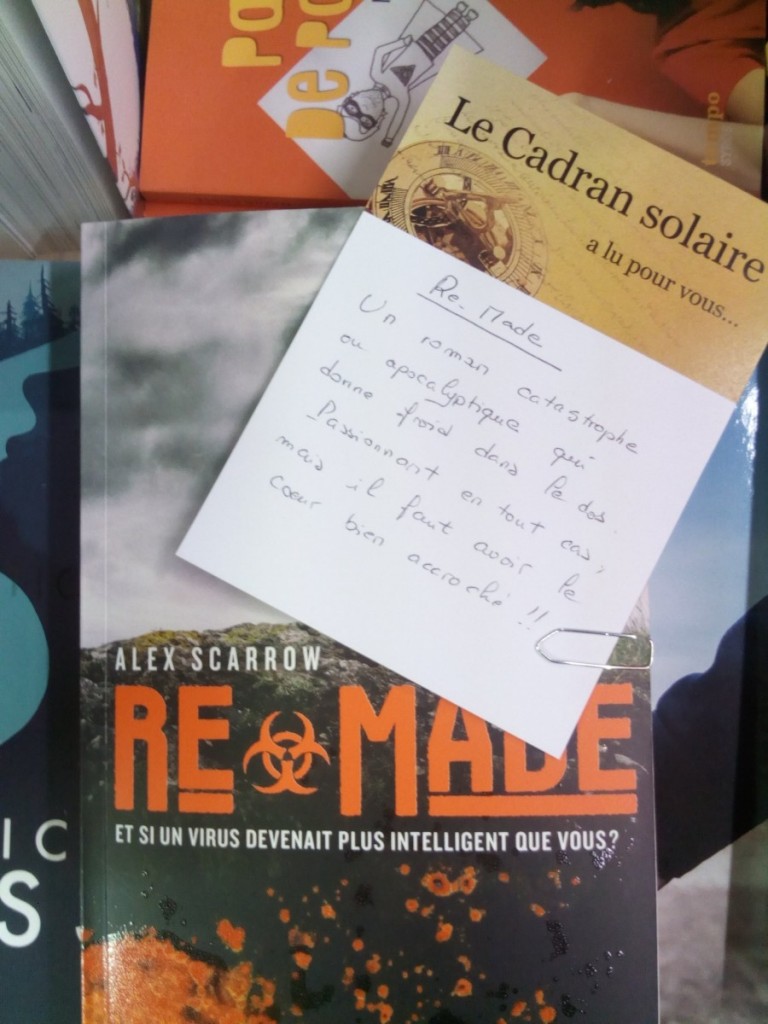 Le Cadran solaire
a lu pour vous...
Re-Made
Un roman catastrophe
ou apocalyptique qui
donne froid dans le dos.
Passionnant en tout cas,
mais il faut avoir le
cœur bien accroché !!
ALEX SCARROW
RE MADE
ET SI UN VIRUS DEVENAIT PLUS INTELLIGENT QUE VOUS?